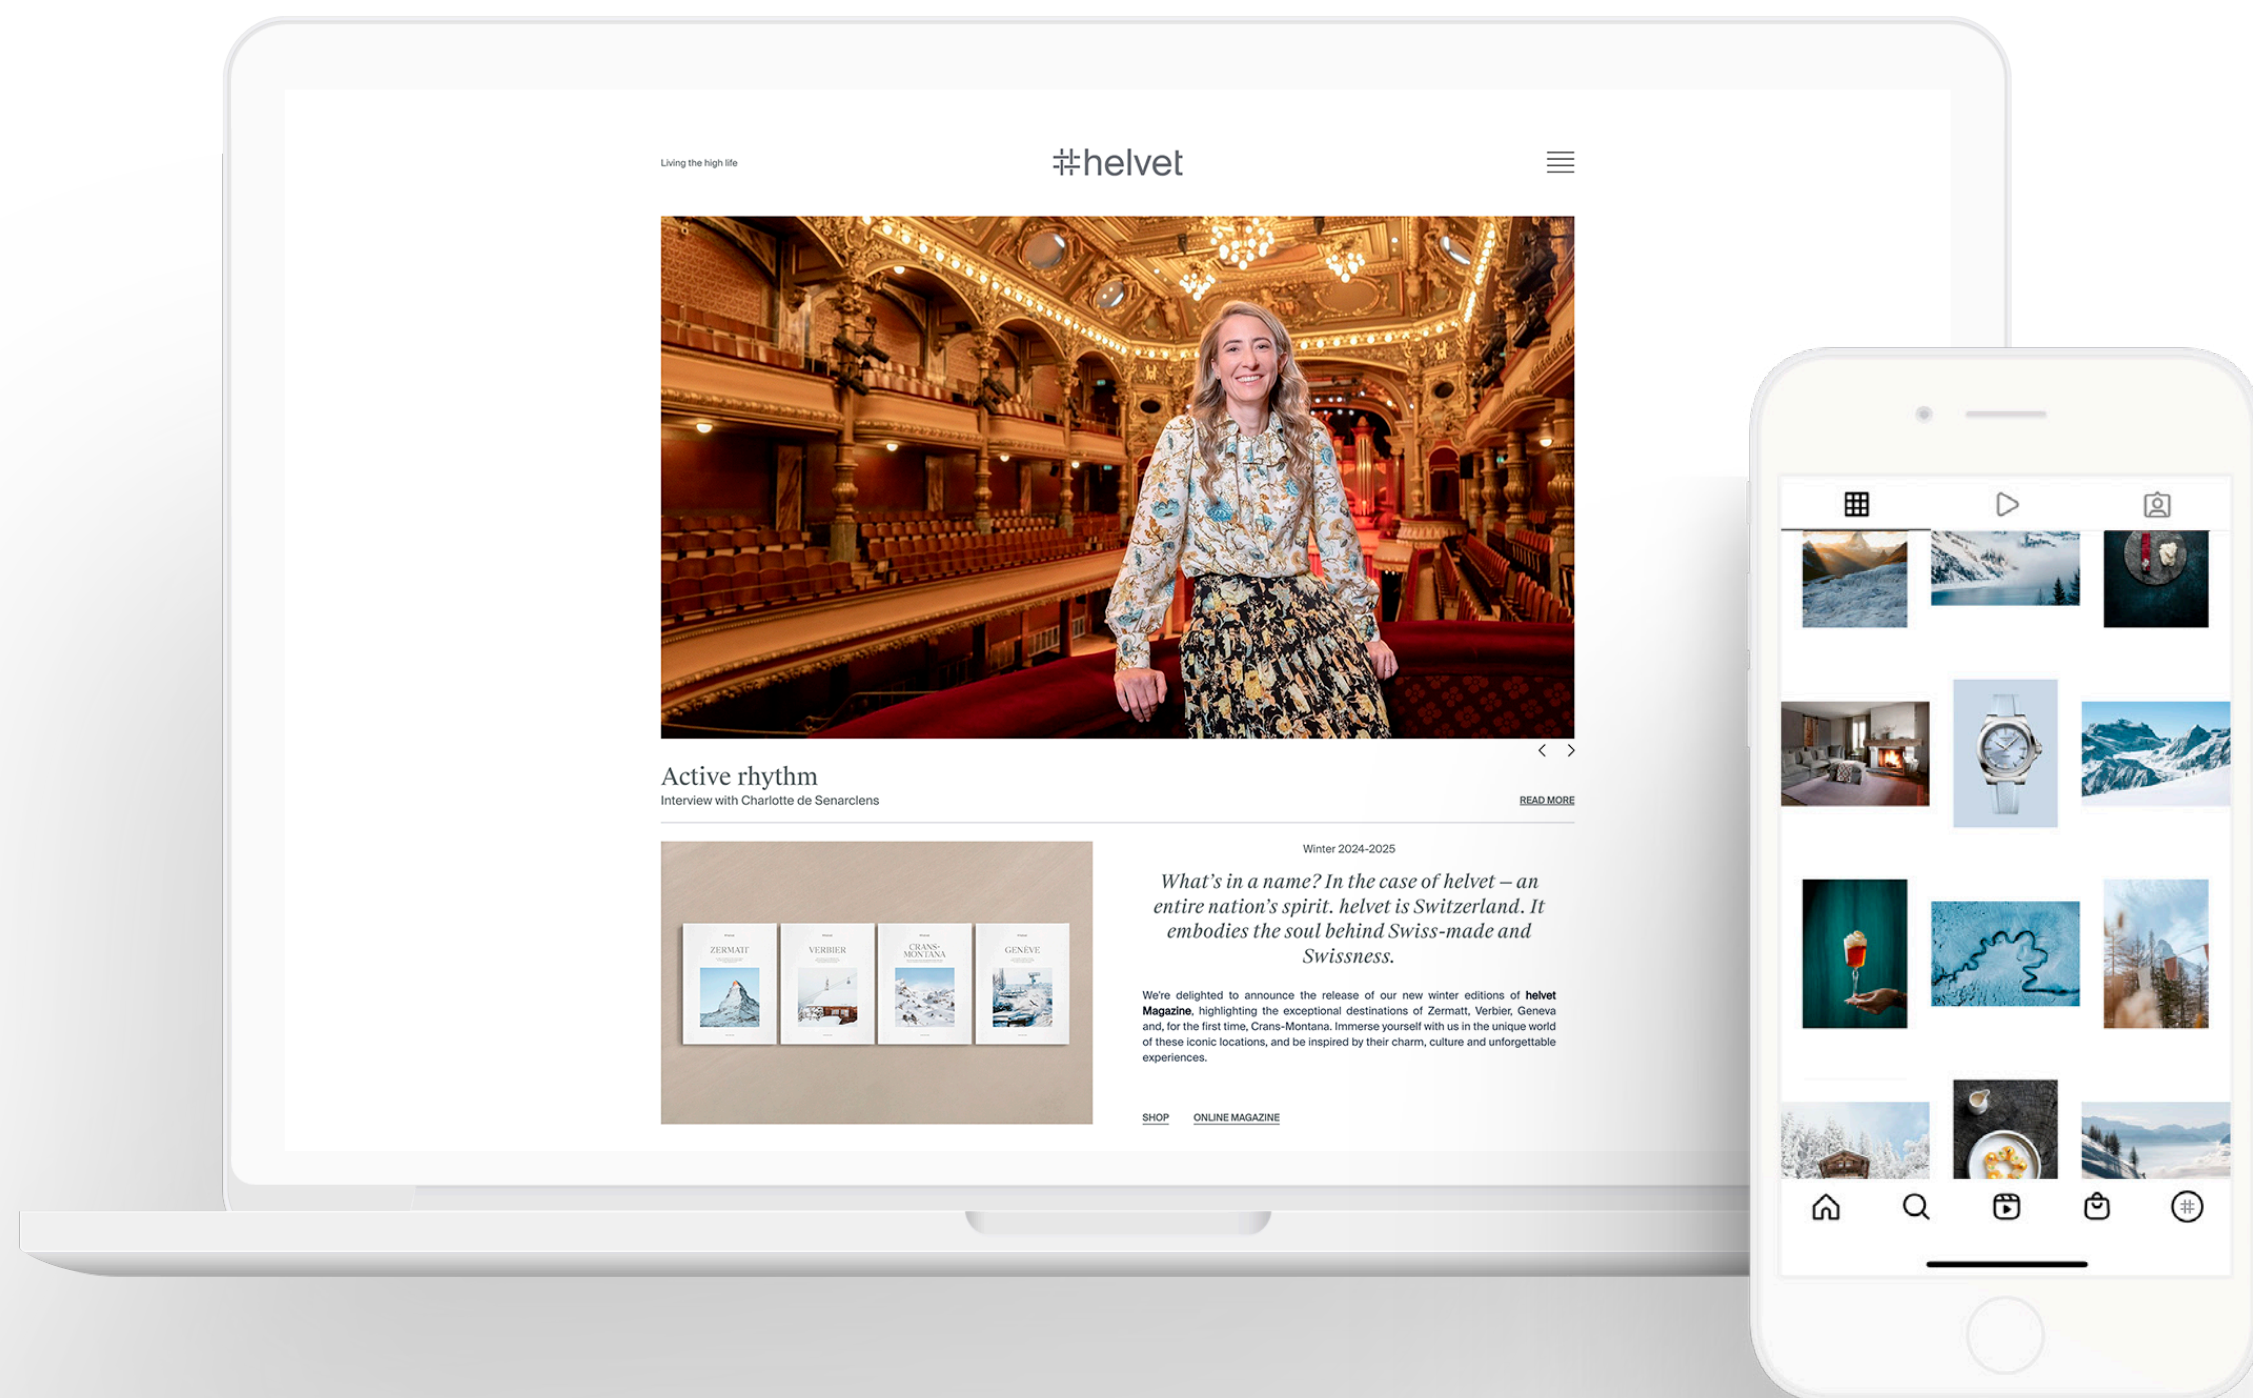 Living the high life
#helvet
Active rhythm
Interview with Charlotte de Senarclens
READ MORE
ZERMATT
VERBIER
CRANS-
MONTANA
GENÈVE
Winter 2024-2025
What's in a name? In the case of helvet – an
entire nation's spirit. helvet is Switzerland. It
embodies the soul behind Swiss-made and
Swissness.
We're delighted to announce the release of our new winter editions of helvet
Magazine, highlighting the exceptional destinations of Zermatt, Verbier, Geneva
and, for the first time, Crans-Montana. Immerse yourself with us in the unique world
of these iconic locations, and be inspired by their charm, culture and unforgettable
experiences.
SHOP
ONLINE MAGAZINE
#